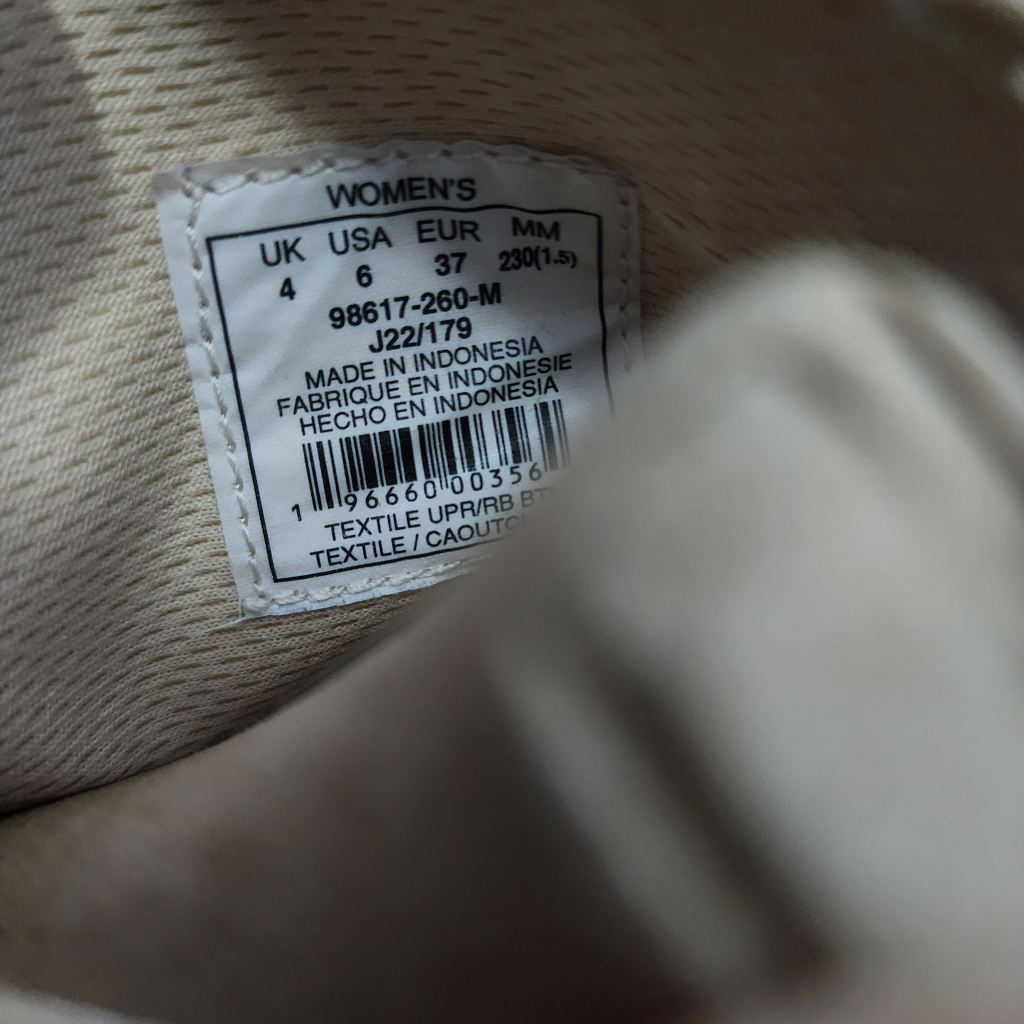 WOMEN'S
UK USA EUR MM
4 6 37 230(1.5)
98617-260-M
J22/179
MADE IN INDONESIA
FABRIQUE EN INDONESIE
HECHO EN INDONESIA
1 96660 00356
TEXTILE UPR/RB
TEXTILE /